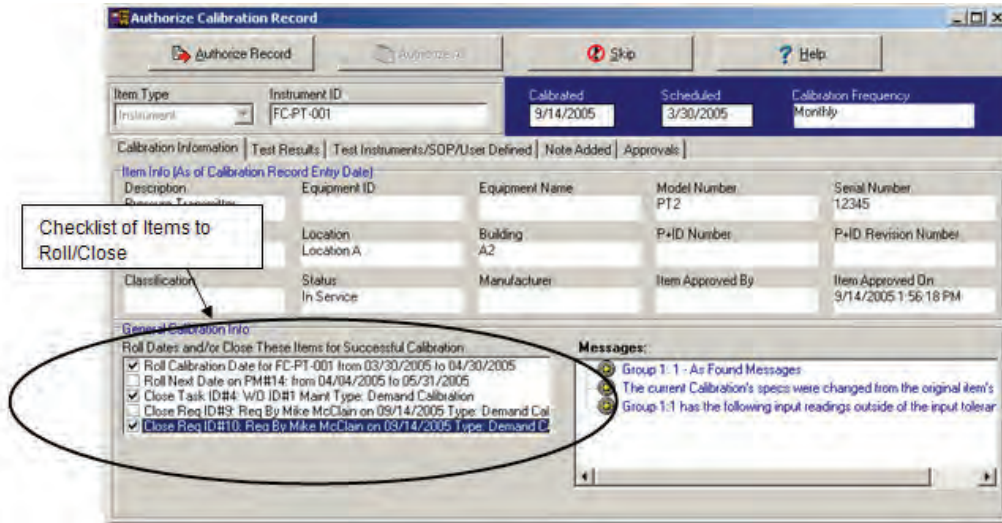 Authorize Calibration Record
Authorize Record
Authorize All
Skip
? Help
Item Type
Instrument
Instrument ID
FC-PT-001
Calibrated
9/14/2005
Scheduled
3/30/2005
Calibration Frequency
Monthly
Calibration Information
Test Results
Test Instruments/SOP/User Defined
Note Added
Approvals
Item Info (As of Calibration Record Entry Date)
Description
Pressure Transmitter
Equipment ID
Equipment Name
Model Number
PT2
Serial Number
12345
Checklist of Items to
Roll/Close
Location
Location A
Building
A2
P+ID Number
P+ID Revision Number
Classification
Status
In Service
Manufacturer
Item Approved By
Item Approved On
9/14/2005 1:56:18 PM
General Calibration Info
Roll Dates and/or Close These Items for Successful Calibration
Roll Calibration Date for FC-PT-001 from 03/30/2005 to 04/30/2005
Roll Next Date on PM#14: from 04/04/2005 to 05/31/2005
Close Task ID#4: WO ID#1 Maint Type: Demand Calibration
Close Req ID#9: Req By Mike McClain on 09/14/2005 Type: Demand Cal
Close Req ID#10: Req By Mike McClain on 09/14/2005 Type: Demand Ca
Messages:
Group 1: 1 - As Found Messages
The current Calibration's specs were changed from the original item's
Group 1:1 has the following input readings outside of the input toleran